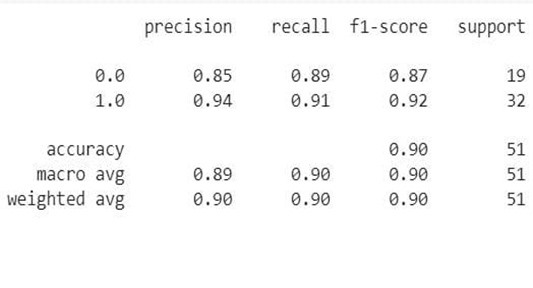 precision recall f1-score support
0.0 0.85 0.89 0.87 19
1.0 0.94 0.91 0.92 32
accuracy 0.90 51
macro avg 0.89 0.90 0.90 51
weighted avg 0.90 0.90 0.90 51